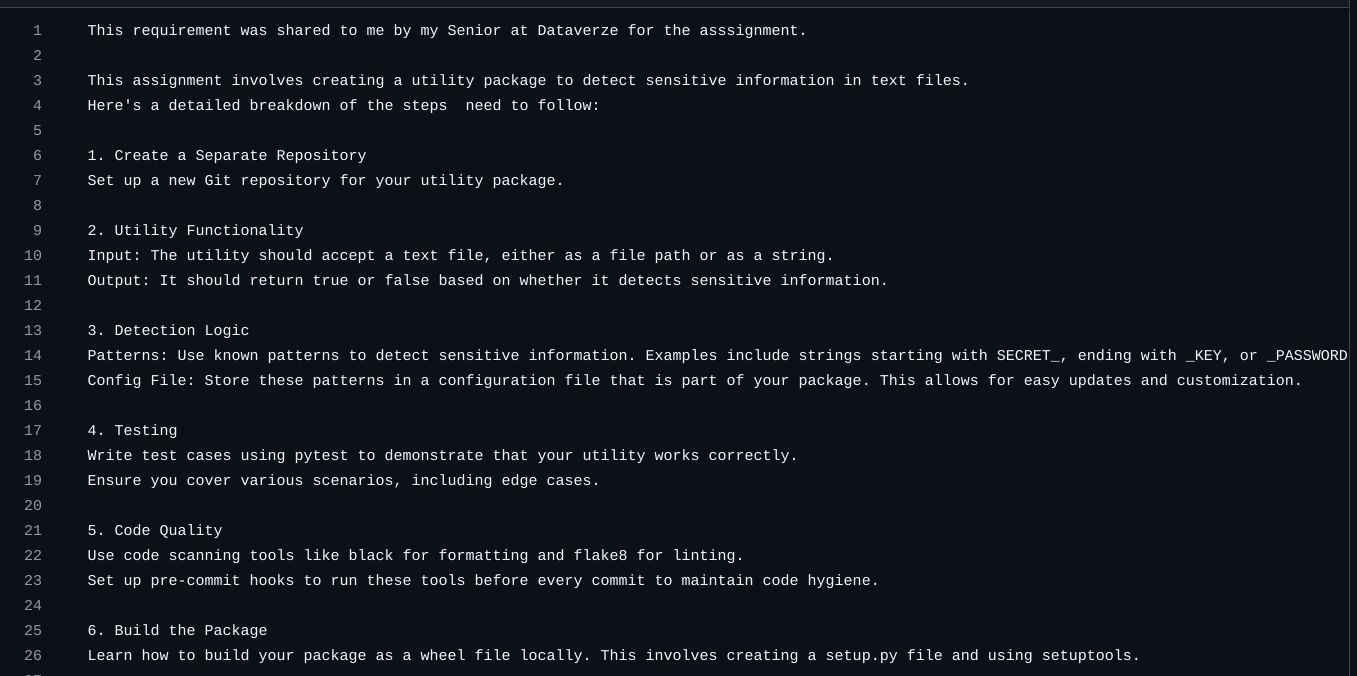 1 This requirement was shared to me by my Senior at Dataverze for the asssignment.
2
3 This assignment involves creating a utility package to detect sensitive information in text files.
4 Here's a detailed breakdown of the steps  need to follow:
5
6 1. Create a Separate Repository
7 Set up a new Git repository for your utility package.
8
9 2. Utility Functionality
10 Input: The utility should accept a text file, either as a file path or as a string.
11 Output: It should return true or false based on whether it detects sensitive information.
12
13 3. Detection Logic
14 Patterns: Use known patterns to detect sensitive information. Examples include strings starting with SECRET_, ending with _KEY, or _PASSWORD
15 Config File: Store these patterns in a configuration file that is part of your package. This allows for easy updates and customization.
16
17 4. Testing
18 Write test cases using pytest to demonstrate that your utility works correctly.
19 Ensure you cover various scenarios, including edge cases.
20
21 5. Code Quality
22 Use code scanning tools like black for formatting and flake8 for linting.
23 Set up pre-commit hooks to run these tools before every commit to maintain code hygiene.
24
25 6. Build the Package
26 Learn how to build your package as a wheel file locally. This involves creating a setup.py file and using setuptools.